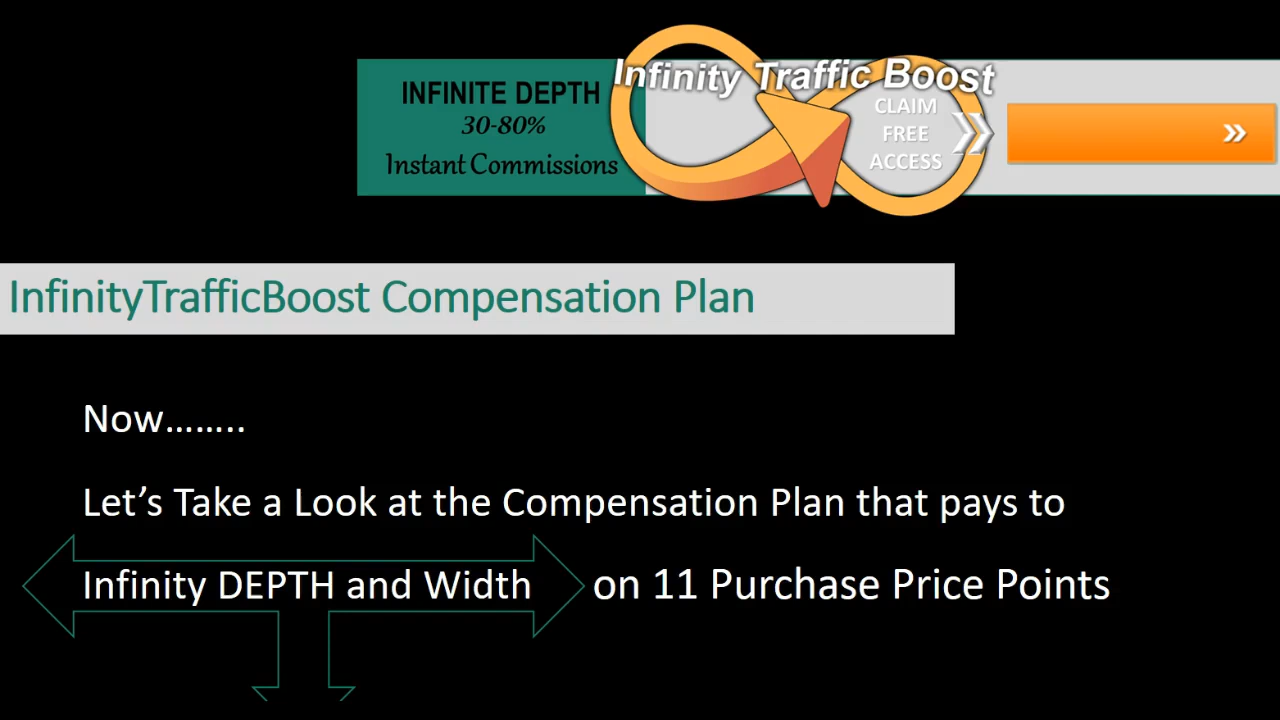 INFINITE DEPTH
30-80%
Instant Commissions
Infinity Traffic Boost
CLAIM
FREE
ACCESS
InfinityTrafficBoost Compensation Plan
Now……..
Let’s Take a Look at the Compensation Plan that pays to
Infinity DEPTH and Width on 11 Purchase Price Points